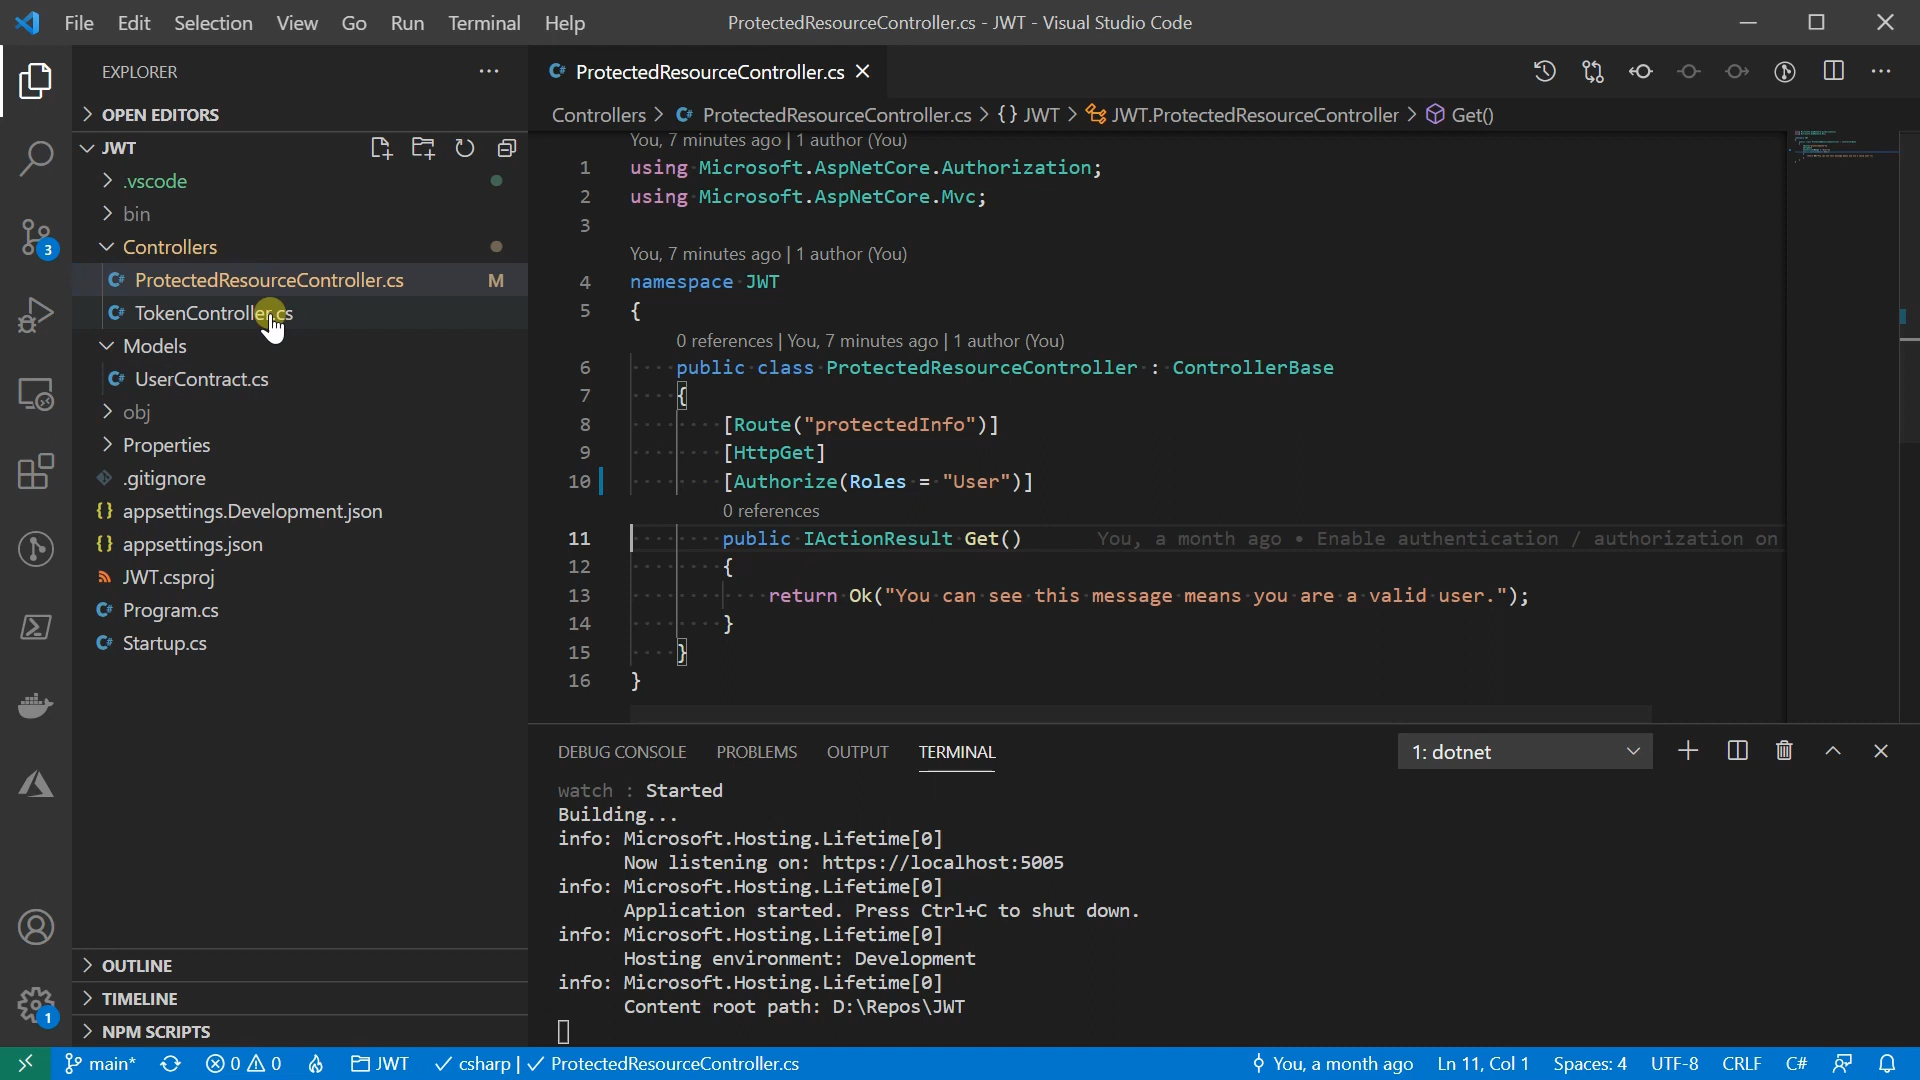 File Edit Selection View Go Run Terminal Help
ProtectedResourceController.cs - JWT - Visual Studio Code
EXPLORER
OPEN EDITORS
JWT
.vscode
bin
Controllers
ProtectedResourceController.cs M
TokenController.cs
Models
UserContract.cs
obj
Properties
.gitignore
{} appsettings.Development.json
{} appsettings.json
JWT.csproj
C# Program.cs
C# Startup.cs
OUTLINE
TIMELINE
NPM SCRIPTS
3
1
C# ProtectedResourceController.cs
Controllers > C# ProtectedResourceController.cs > {} JWT > JWT.ProtectedResourceController > Get()
You, 7 minutes ago | 1 author (You)
1 using Microsoft.AspNetCore.Authorization;
2 using Microsoft.AspNetCore.Mvc;
3
You, 7 minutes ago | 1 author (You)
4 namespace JWT
5 {
0 references | You, 7 minutes ago | 1 author (You)
6 public class ProtectedResourceController : ControllerBase
7 {
8 [Route("protectedInfo")]
9 [HttpGet]
10 [Authorize(Roles = "User")]
0 references
11 public IActionResult Get() You, a month ago • Enable authentication / authorization on
12 {
13 return Ok("You can see this message means you are a valid user.");
14 }
15 }
16 }
DEBUG CONSOLE PROBLEMS OUTPUT TERMINAL
1: dotnet
watch : Started
Building...
info: Microsoft.Hosting.Lifetime[0]
Now listening on: https://localhost:5005
info: Microsoft.Hosting.Lifetime[0]
Application started. Press Ctrl+C to shut down.
info: Microsoft.Hosting.Lifetime[0]
Hosting environment: Development
info: Microsoft.Hosting.Lifetime[0]
Content root path: D:\Repos\JWT
main* 0 0 JWT csharp | ProtectedResourceController.cs
You, a month ago Ln 11, Col 1 Spaces: 4 UTF-8 CRLF C#